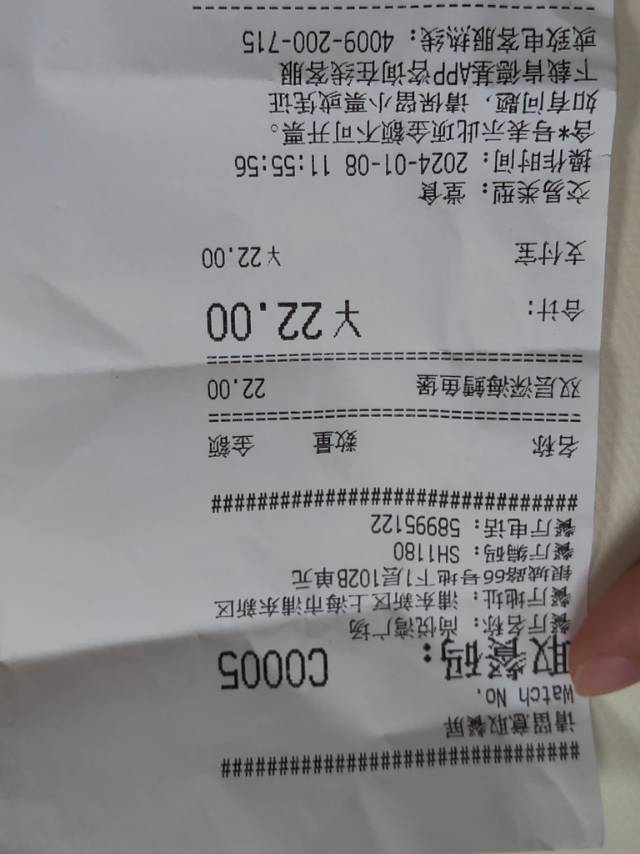 #################################
请留意取餐屏
Watch No.
取餐码: C0005
餐厅名称: 尚悦湾广场
餐厅地址: 浦东新区上海市浦东新区
银城路66号地下1层102B单元
餐厅编码: SH1180
餐厅电话: 58995122
#################################
名称 数量 金额
=================================
双层深海鳕鱼堡 22.00
=================================
合计: ￥22.00
支付宝 ￥22.00
交易类型: 堂食
操作时间: 2024-01-08 11:55:56
含*号表示此项金额不可开票。
如有问题, 请保留小票或凭证
下载肯德基APP咨询在线客服
或致电客服热线: 4009-200-715
---------------------------------